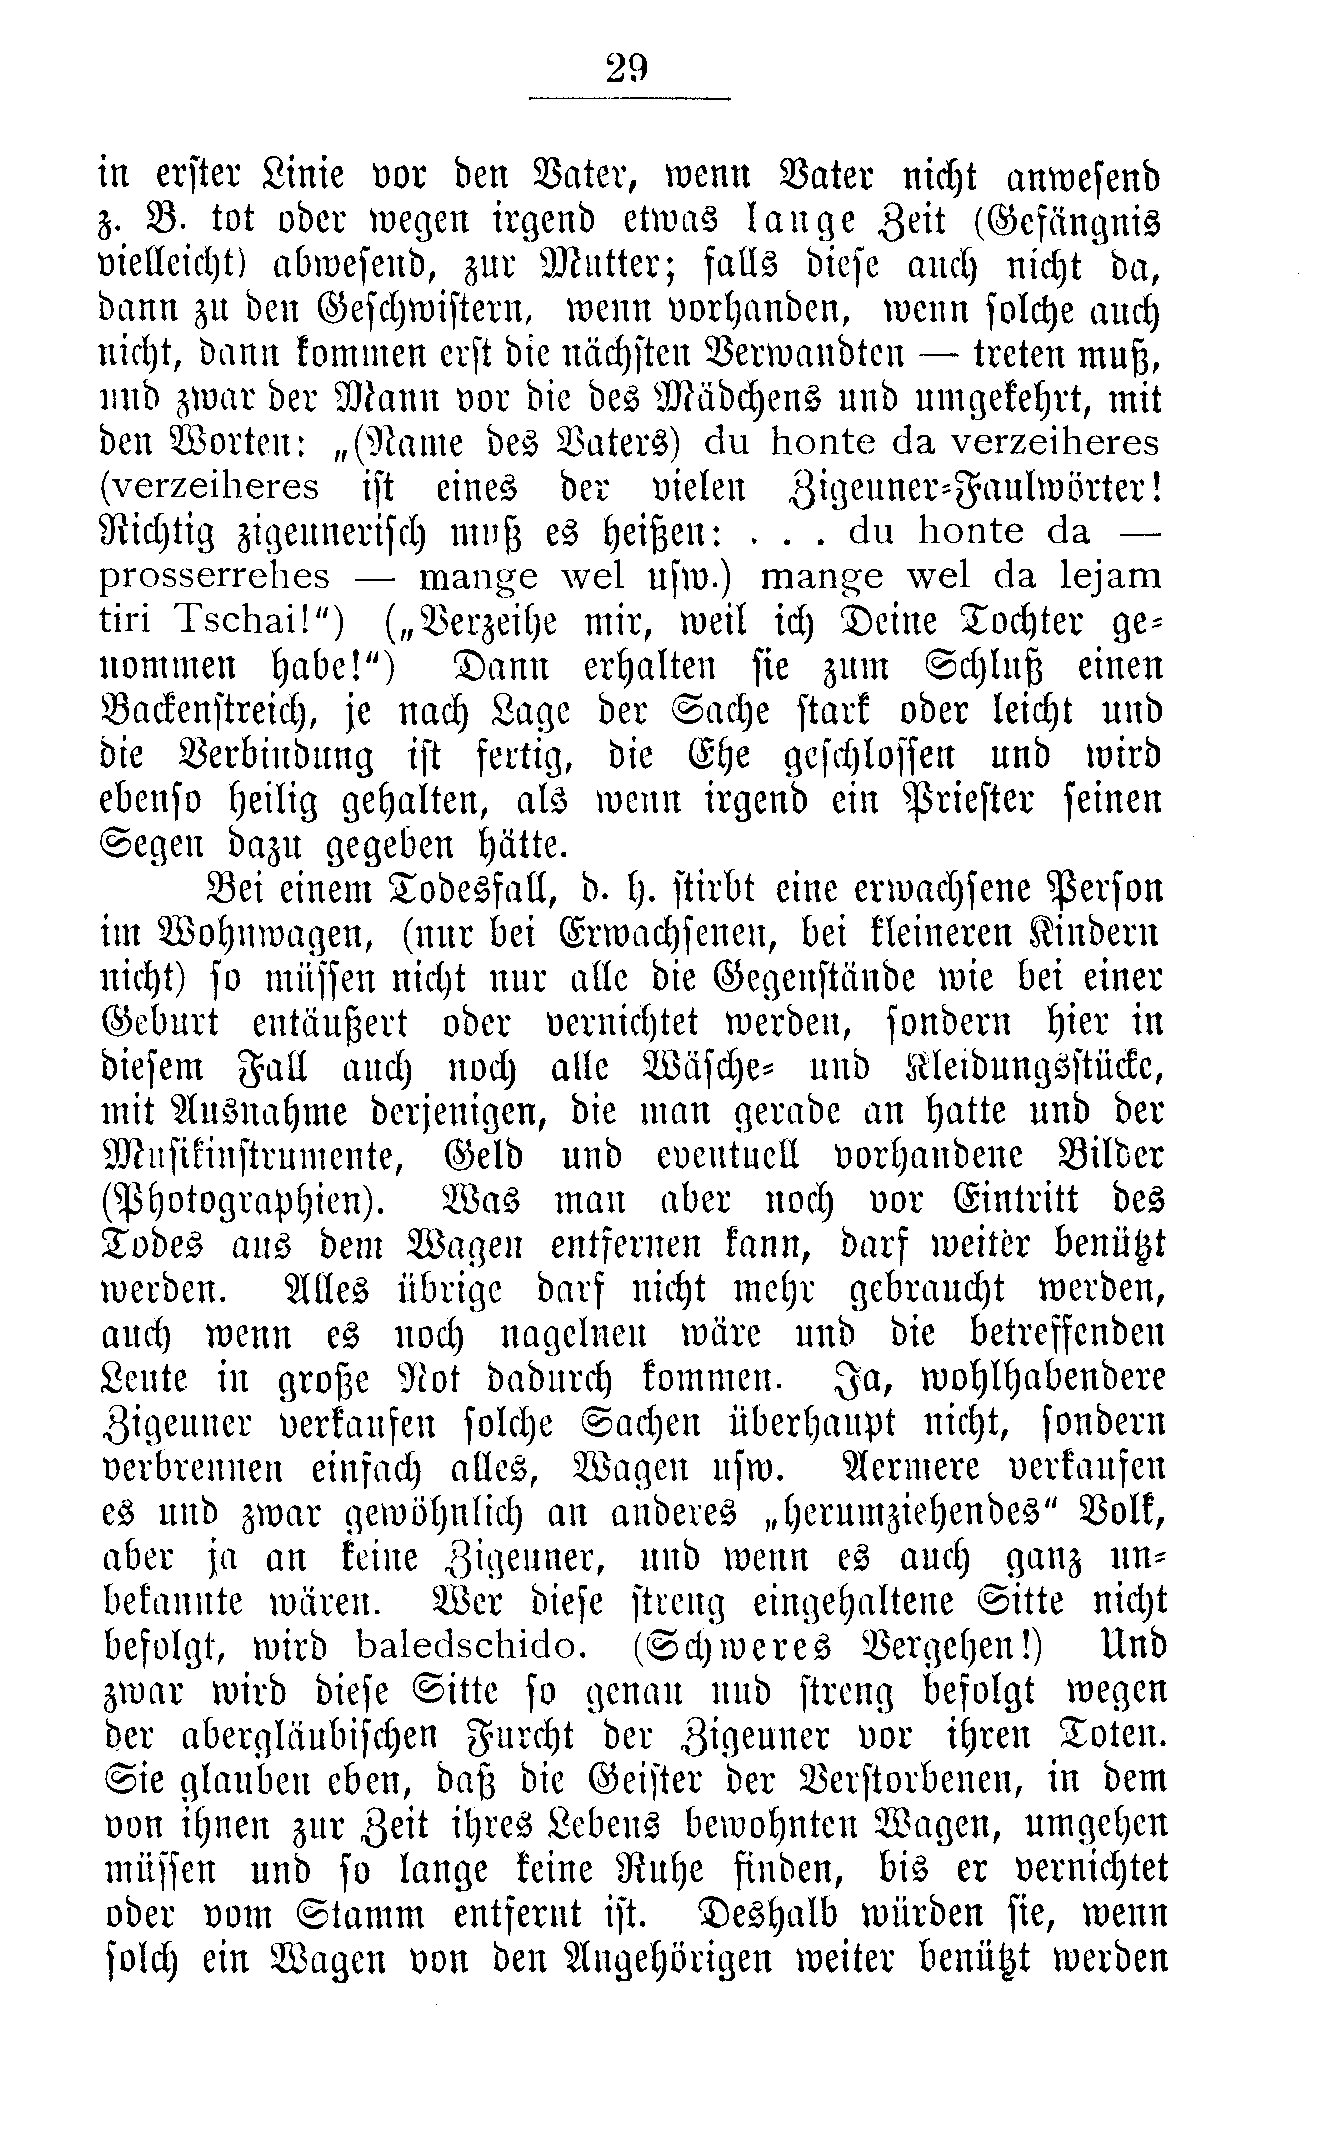 29
in erster Linie vor den Vater, wenn Vater nicht anwesend
z. B. tot oder wegen irgend etwas lange Zeit (Gefängnis
vielleicht) abwesend, zur Mutter; falls diese auch nicht da,
dann zu den Geschwistern, wenn vorhanden, wenn solche auch
nicht, dann kommen erst die nächsten Verwandten — treten muß,
und zwar der Mann vor die des Mädchens und umgekehrt, mit
den Worten: „(Name des Vaters) du honte da verzeiheres
(verzeiheres ist eines der vielen Zigeuner-Faulwörter!
Richtig zigeunerisch muß es heißen: . . . du honte da —
prosserrehes — mange wel usw.) mange wel da lejam
tiri Tschai!“) („Verzeihe mir, weil ich Deine Tochter ge-
nommen habe!“) Dann erhalten sie zum Schluß einen
Backenstreich, je nach Lage der Sache stark oder leicht und
die Verbindung ist fertig, die Ehe geschlossen und wird
ebenso heilig gehalten, als wenn irgend ein Priester seinen
Segen dazu gegeben hätte.
Bei einem Todesfall, d. h. stirbt eine erwachsene Person
im Wohnwagen, (nur bei Erwachsenen, bei kleineren Kindern
nicht) so müssen nicht nur alle die Gegenstände wie bei einer
Geburt entäußert oder vernichtet werden, sondern hier in
diesem Fall auch noch alle Wäsche- und Kleidungsstücke,
mit Ausnahme derjenigen, die man gerade an hatte und der
Musikinstrumente, Geld und eventuell vorhandene Bilder
(Photographien). Was man aber noch vor Eintritt des
Todes aus dem Wagen entfernen kann, darf weiter benützt
werden. Alles übrige darf nicht mehr gebraucht werden,
auch wenn es noch nagelneu wäre und die betreffenden
Leute in große Not dadurch kommen. Ja, wohlhabendere
Zigeuner verkaufen solche Sachen überhaupt nicht, sondern
verbrennen einfach alles, Wagen usw. Aermere verkaufen
es und zwar gewöhnlich an anderes „herumziehendes“ Volk,
aber ja an keine Zigeuner, und wenn es auch ganz un-
bekannte wären. Wer diese streng eingehaltene Sitte nicht
befolgt, wird baledschido. (Schweres Vergehen!) Und
zwar wird diese Sitte so genau und streng befolgt wegen
der abergläubischen Furcht der Zigeuner vor ihren Toten.
Sie glauben eben, daß die Geister der Verstorbenen, in dem
von ihnen zur Zeit ihres Lebens bewohnten Wagen, umgehen
müssen und so lange keine Ruhe finden, bis er vernichtet
oder vom Stamm entfernt ist. Deshalb würden sie, wenn
solch ein Wagen von den Angehörigen weiter benützt werden